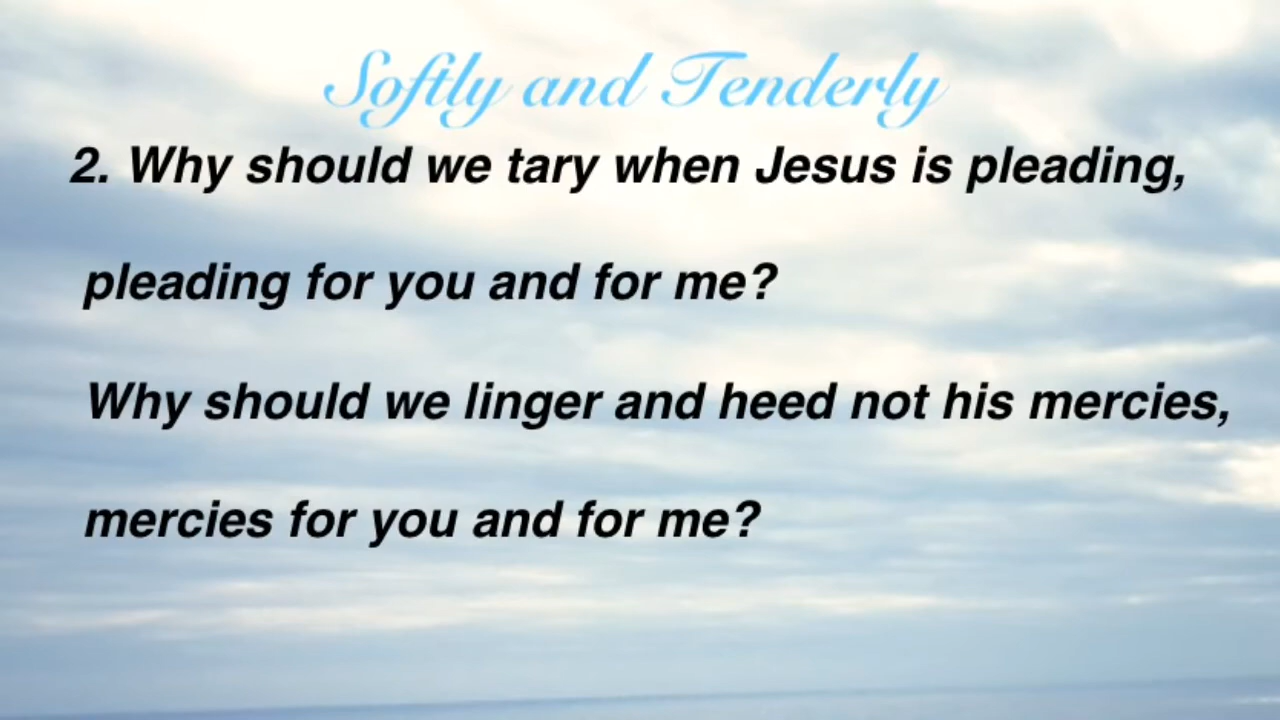 Softly and Tenderly
2. Why should we tary when Jesus is pleading,
pleading for you and for me?
Why should we linger and heed not his mercies,
mercies for you and for me?